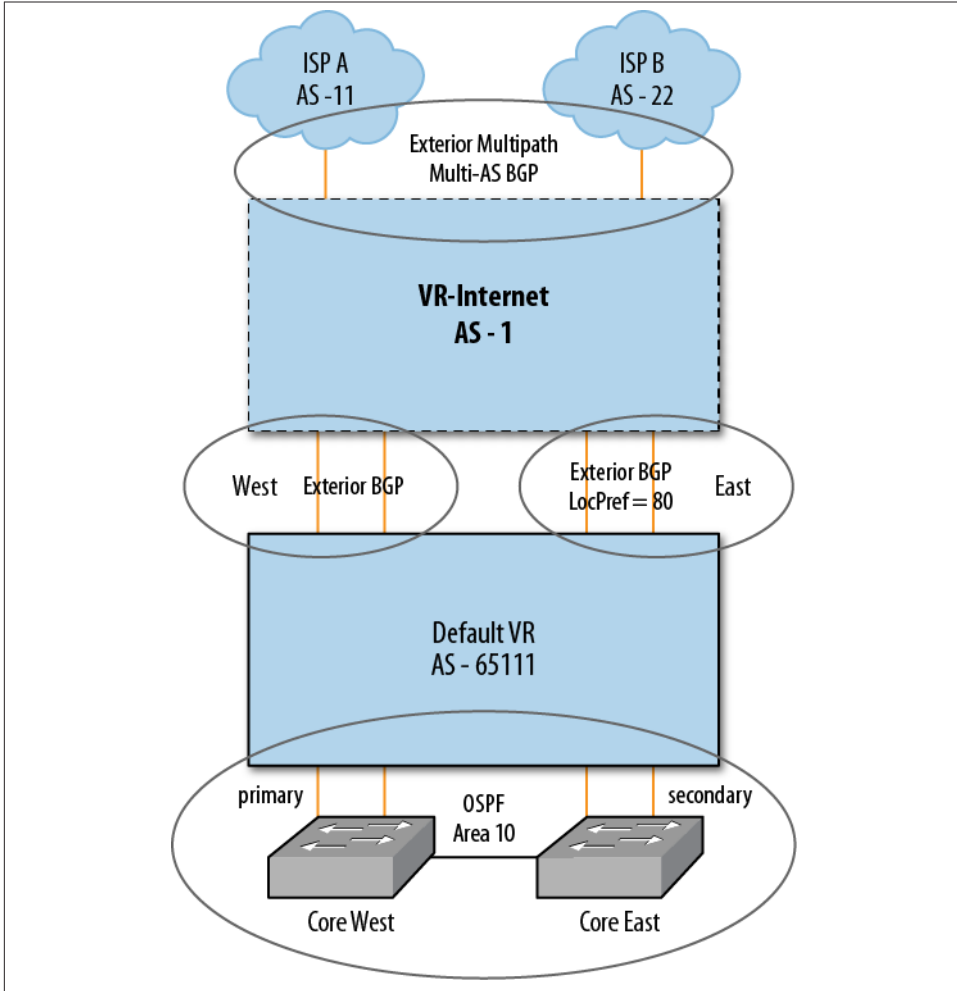 ISP A
AS -11
ISP B
AS - 22
Exterior Multipath
Multi-AS BGP
VR-Internet
AS - 1
West
Exterior BGP
Exterior BGP
LocPref = 80
East
Default VR
AS - 65111
primary
OSPF
Area 10
secondary
Core West
Core East